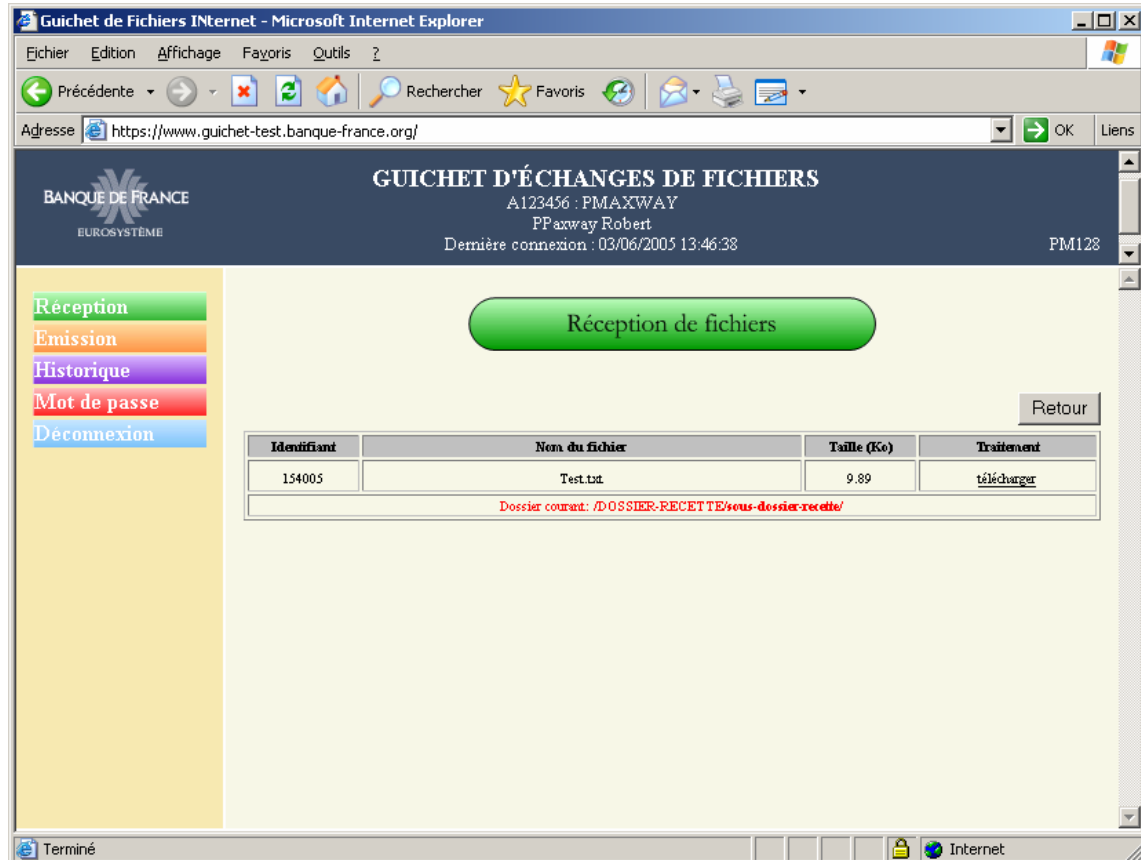 Guichet de Fichiers INternet - Microsoft Internet Explorer
Fichier Edition Affichage Favoris Outils ?
Précédente Rechercher Favoris
Adresse https://www.guichet-test.banque-france.org/ OK Liens
BANQUE DE FRANCE
EUROSYSTÈME
GUICHET D'ÉCHANGES DE FICHIERS
A123456 : PMAXWAY
PPaxway Robert
Dernière connexion : 03/06/2005 13:46:38
PM128
Réception
Emission
Historique
Mot de passe
Déconnexion
Réception de fichiers
Retour
Identifiant Nom du fichier Taille (Ko) Traitement
154005 Test.txt 9.89 télécharger
Dossier courant: /DOSSIER-RECETTE/sous-dossier-recette/
Terminé Internet